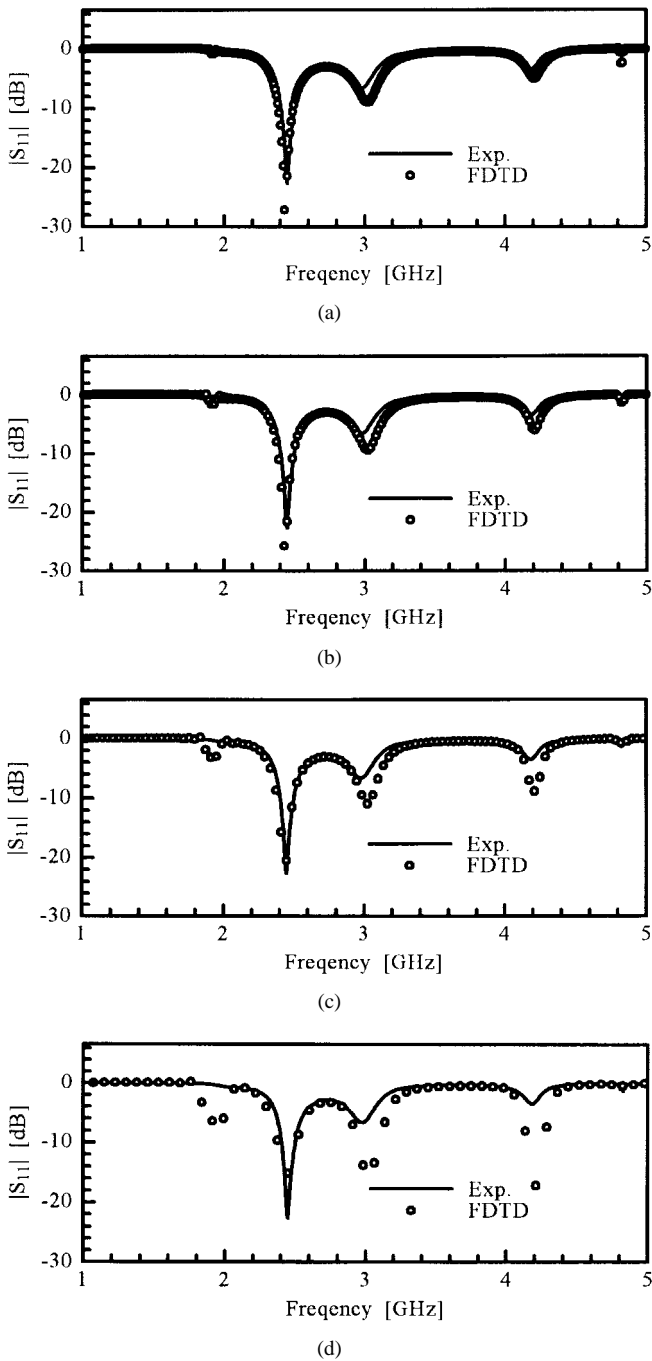 0
-10
-20
-30
|S11| [dB]
Exp.
FDTD
1 2 3 4 5
Freqency [GHz]
(a)
0
-10
-20
-30
|S11| [dB]
Exp.
FDTD
1 2 3 4 5
Freqency [GHz]
(b)
0
-10
-20
-30
|S11| [dB]
Exp.
FDTD
1 2 3 4 5
Freqency [GHz]
(c)
0
-10
-20
-30
|S11| [dB]
Exp.
FDTD
1 2 3 4 5
Freqency [GHz]
(d)